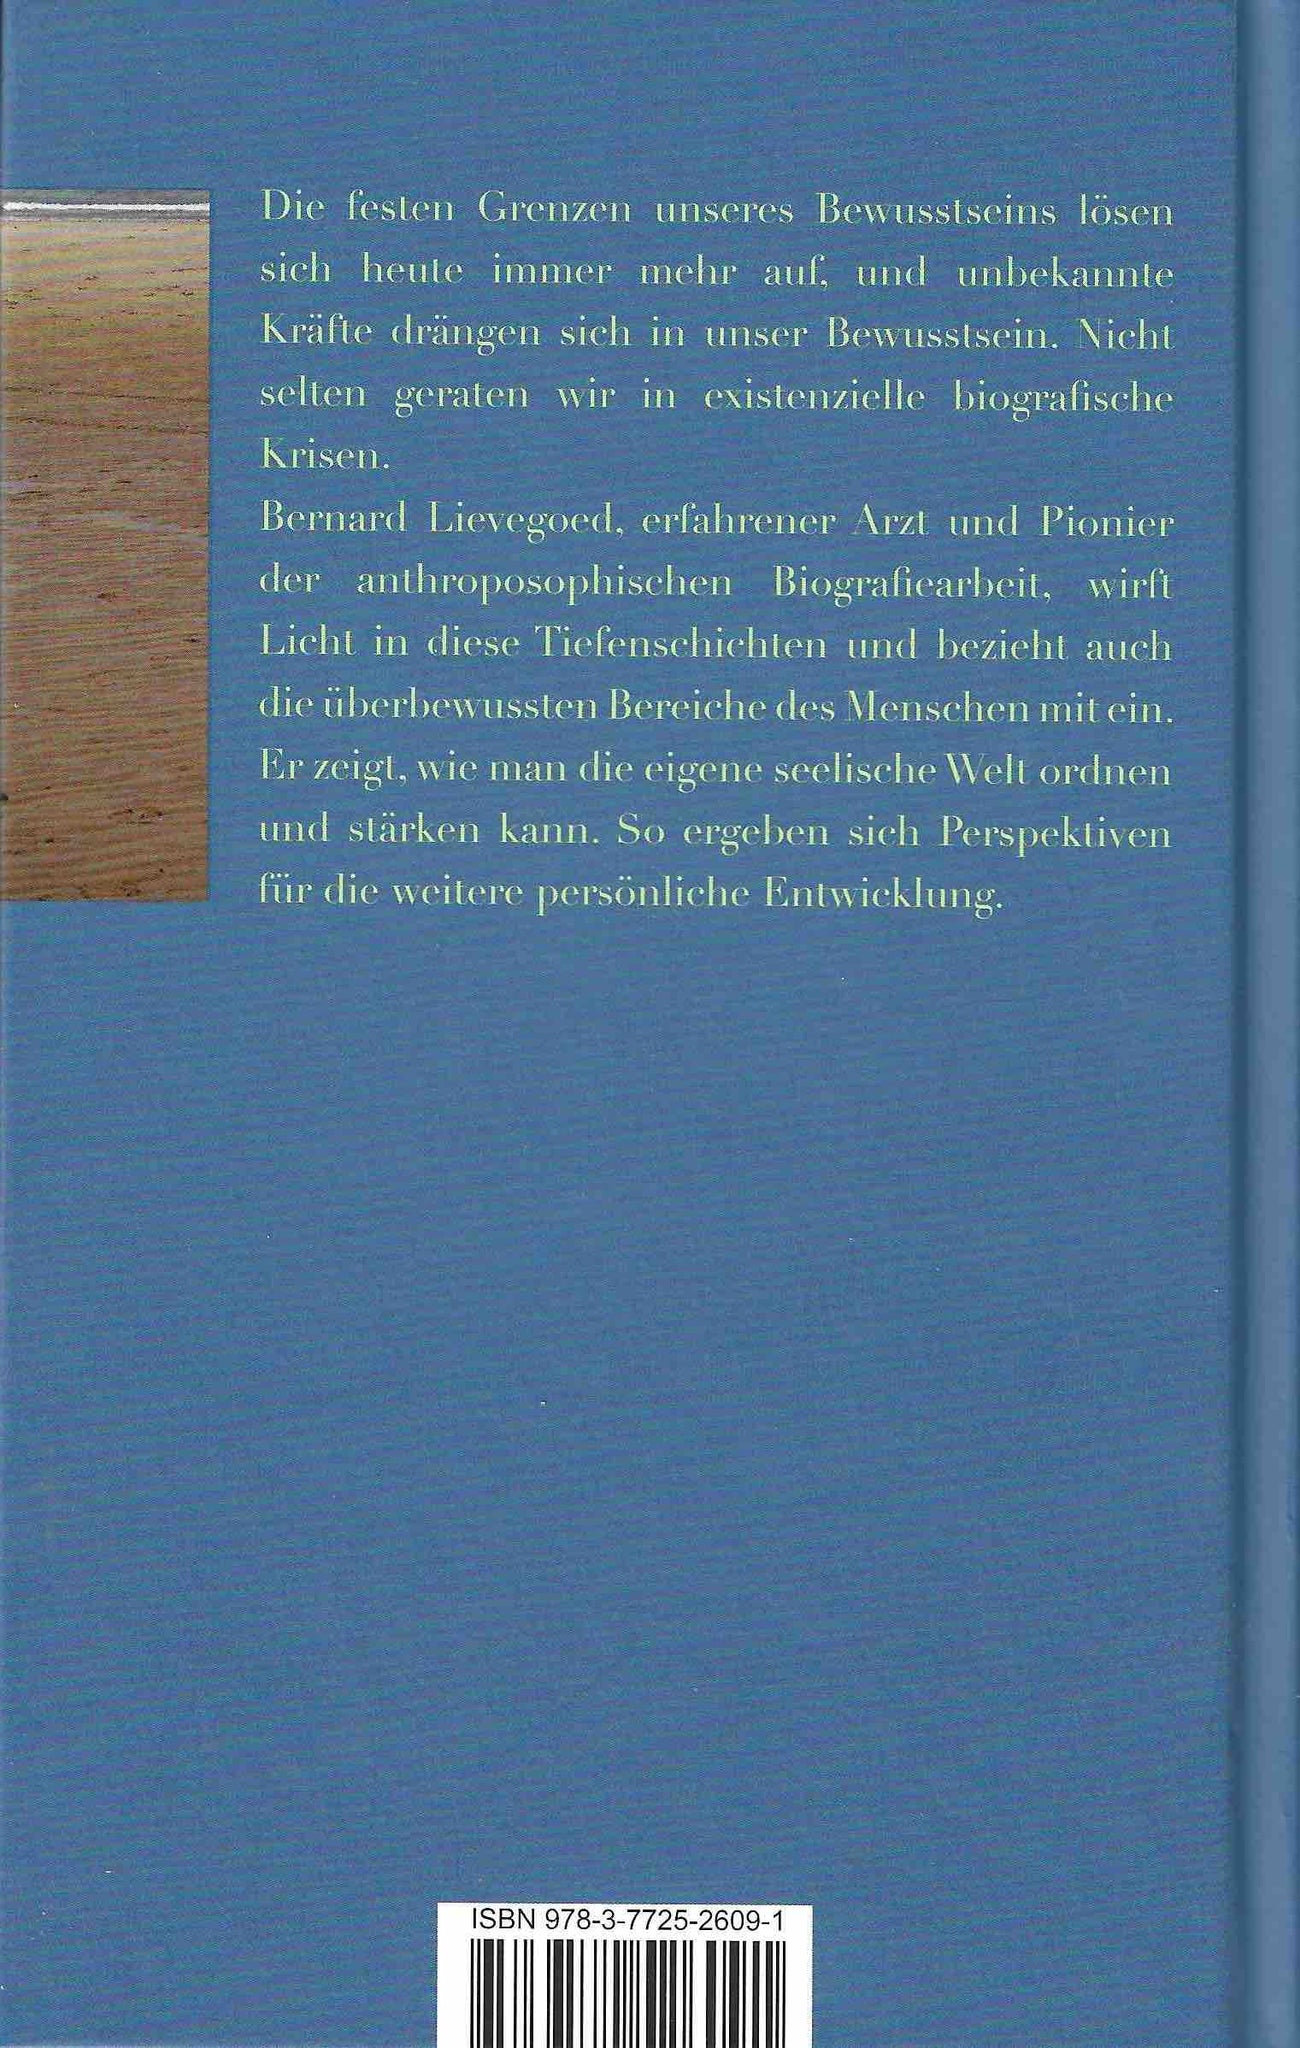 Die festen Grenzen unseres Bewusstseins lösen
sich heute immer mehr auf, und unbekannte
Kräfte drängen sich in unser Bewusstsein. Nicht
selten geraten wir in existenzielle biografische
Krisen.
Bernard Lievegoed, erfahrener Arzt und Pionier
der anthroposophischen Biografiearbeit, wirft
Licht in diese Tiefenschichten und bezieht auch
die überbewussten Bereiche des Menschen mit ein.
Er zeigt, wie man die eigene seelische Welt ordnen
und stärken kann. So ergeben sich Perspektiven
für die weitere persönliche Entwicklung.
ISBN 978-3-7725-2609-1